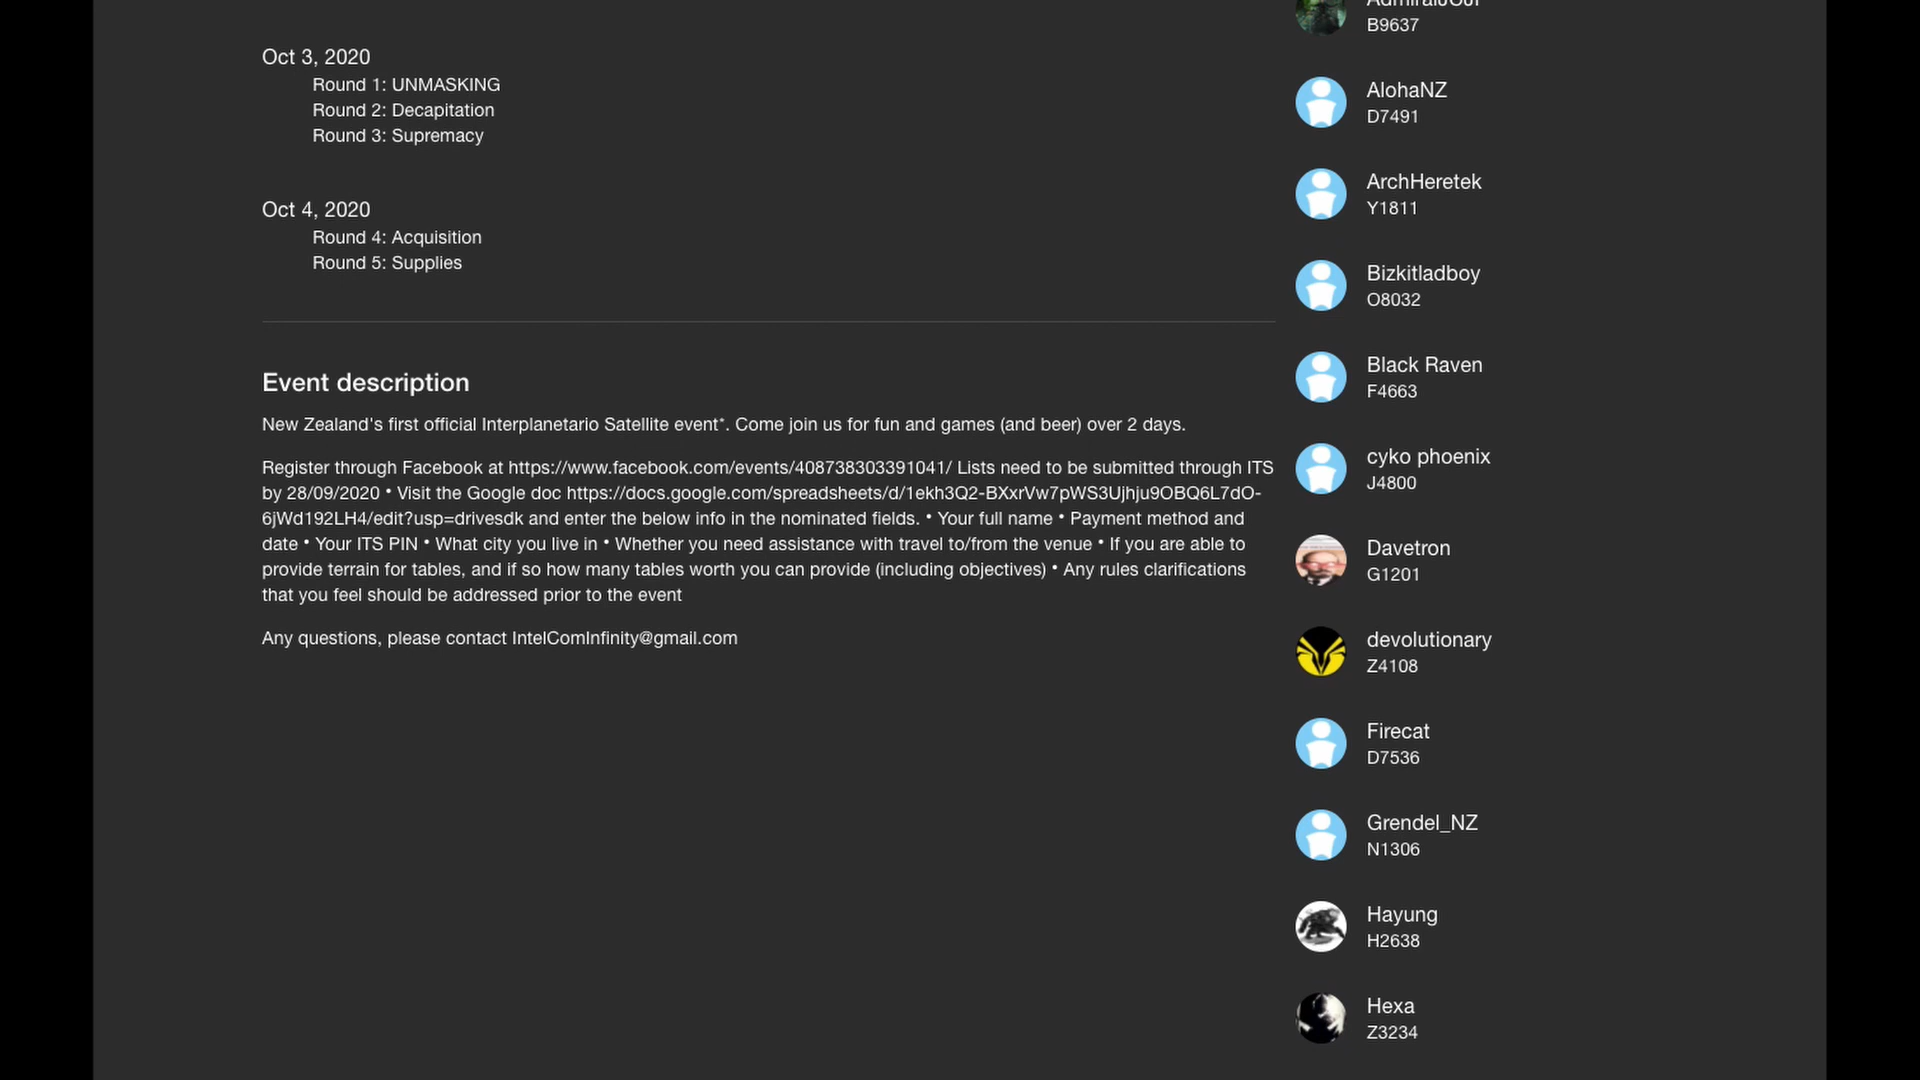 Oct 3, 2020
Round 1: UNMASKING
Round 2: Decapitation
Round 3: Supremacy
Oct 4, 2020
Round 4: Acquisition
Round 5: Supplies
Event description
New Zealand's first official Interplanetario Satellite event*. Come join us for fun and games (and beer) over 2 days.
Register through Facebook at https://www.facebook.com/events/408738303391041/ Lists need to be submitted through ITS
by 28/09/2020 • Visit the Google doc https://docs.google.com/spreadsheets/d/1ekh3Q2-BXxrVw7pWS3Ujhju9OBQ6L7dO-
6jWd192LH4/edit?usp=drivesdk and enter the below info in the nominated fields. • Your full name • Payment method and
date • Your ITS PIN • What city you live in • Whether you need assistance with travel to/from the venue • If you are able to
provide terrain for tables, and if so how many tables worth you can provide (including objectives) • Any rules clarifications
that you feel should be addressed prior to the event
Any questions, please contact IntelComInfinity@gmail.com
B9637
AlohaNZ
D7491
ArchHeretek
Y1811
Bizkitladboy
O8032
Black Raven
F4663
cyko phoenix
J4800
Davetron
G1201
devolutionary
Z4108
Firecat
D7536
Grendel_NZ
N1306
Hayung
H2638
Hexa
Z3234